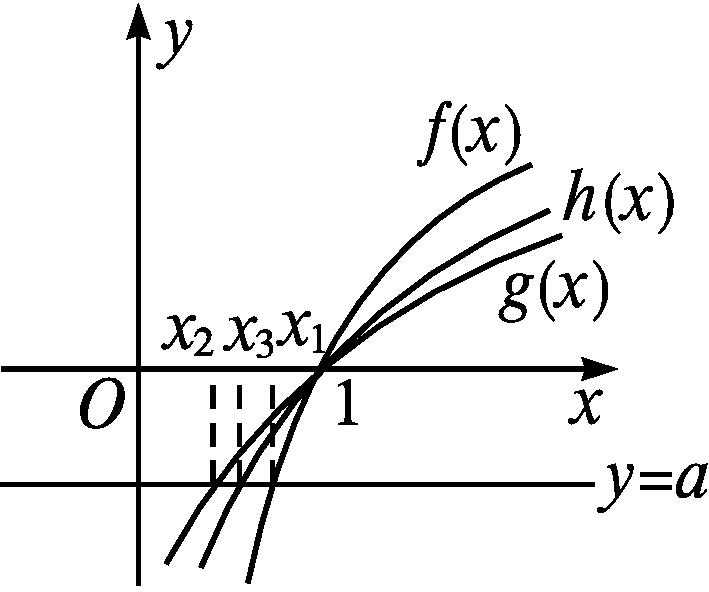 y
f(x)
h(x)
g(x)
x₂ x₃ x₁
O 1 x
y=a